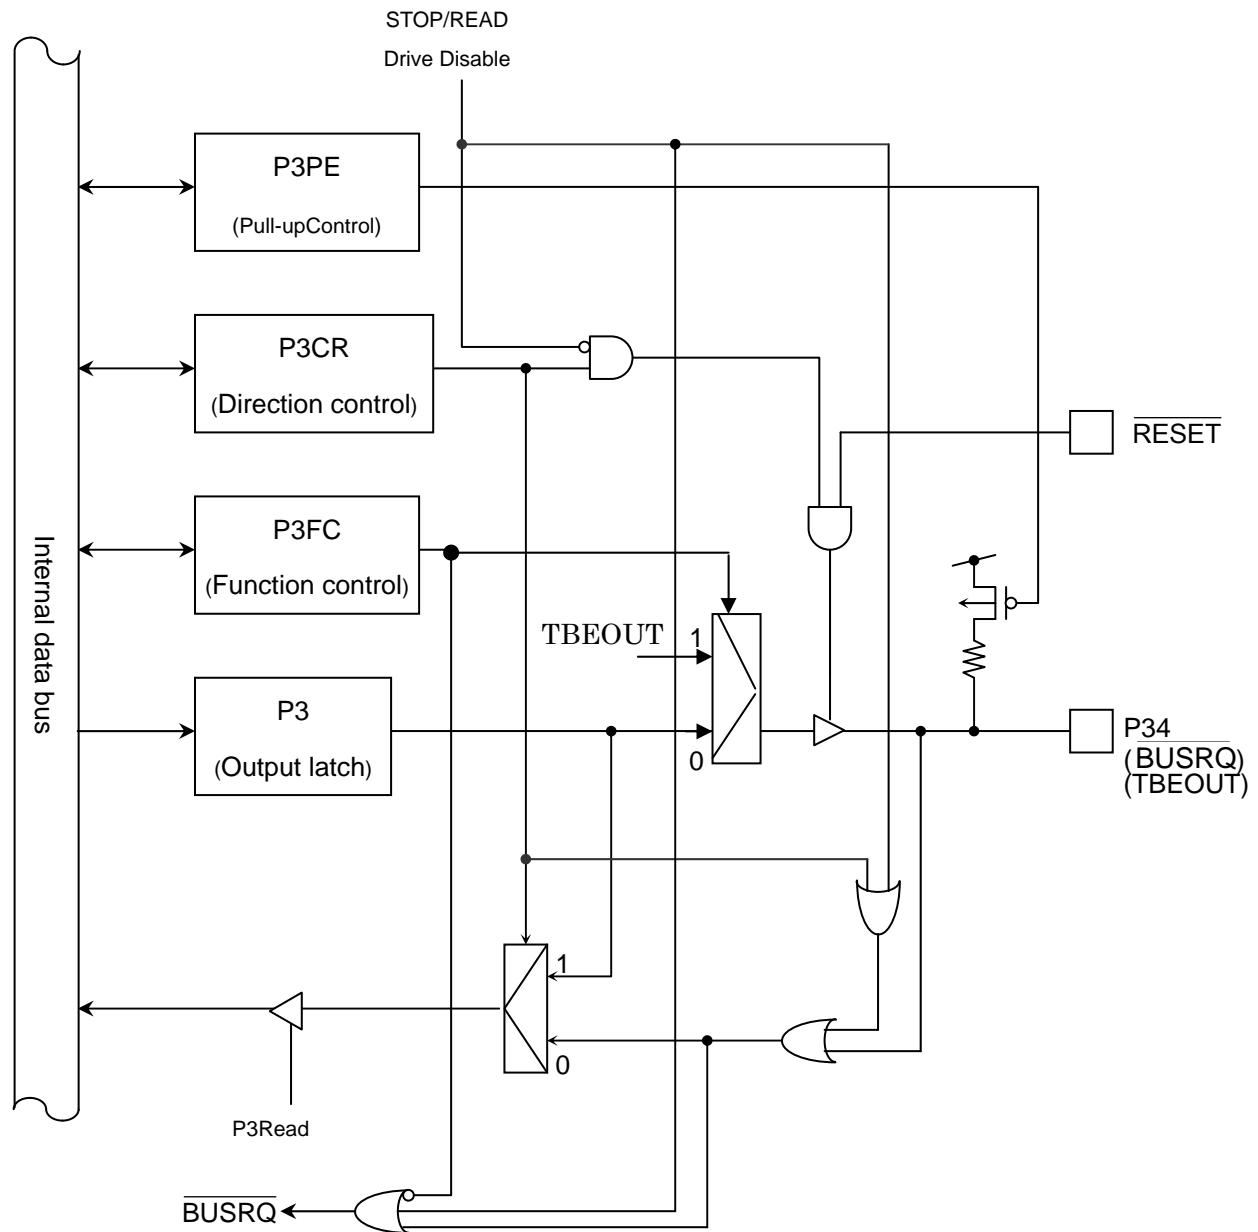 STOP/READ
Drive Disable
P3PE
(Pull-upControl)
P3CR
(Direction control)
RESET
P3FC
(Function control)
Internal data bus
TBEOUT
1
0
P3
(Output latch)
P34
(BUSRQ)
(TBEOUT)
1
0
P3Read
BUSRQ